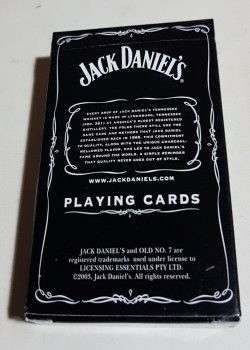 JACK DANIEL'S
EVERY DROP OF JACK DANIEL'S TENNESSEE
WHISKEY IS MADE IN LYNCHBURG, TENNESSEE
(POP. 361) AT AMERICA'S OLDEST REGISTERED
DISTILLERY. THE FOLKS THERE STILL USE THE
SAME CARE AND METHODS THAT JACK DANIEL
ESTABLISHED BACK IN 1866. THIS COMMITMENT
TO QUALITY, ALONG WITH THE UNIQUE CHARCOAL-
MELLOWED FLAVOR, HAS LED TO JACK DANIEL'S
FAME AROUND THE WORLD. A SIMPLE REMINDER
THAT QUALITY NEVER GOES OUT OF STYLE.
WWW.JACKDANIELS.COM
PLAYING CARDS
JACK DANIEL'S and OLD NO. 7 are
registered trademarks used under license to
LICENSING ESSENTIALS PTY LTD.
©2003, Jack Daniel's. All rights reserved.